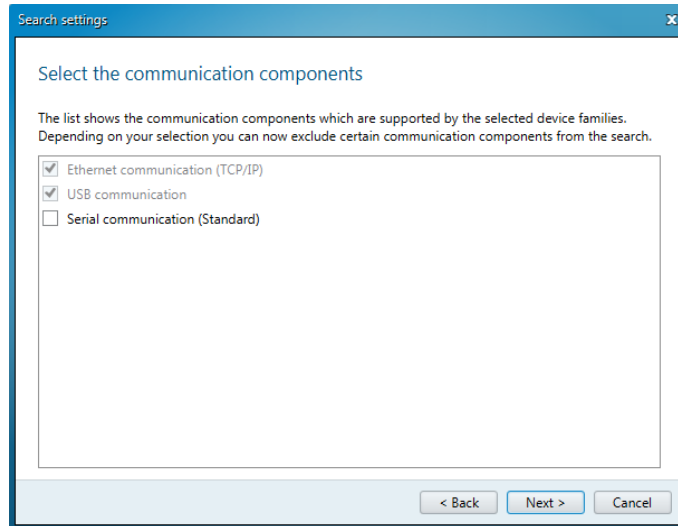 Search settings
x
Select the communication components
The list shows the communication components which are supported by the selected device families.
Depending on your selection you can now exclude certain communication components from the search.
Ethernet communication (TCP/IP)
USB communication
Serial communication (Standard)
< Back Next > Cancel